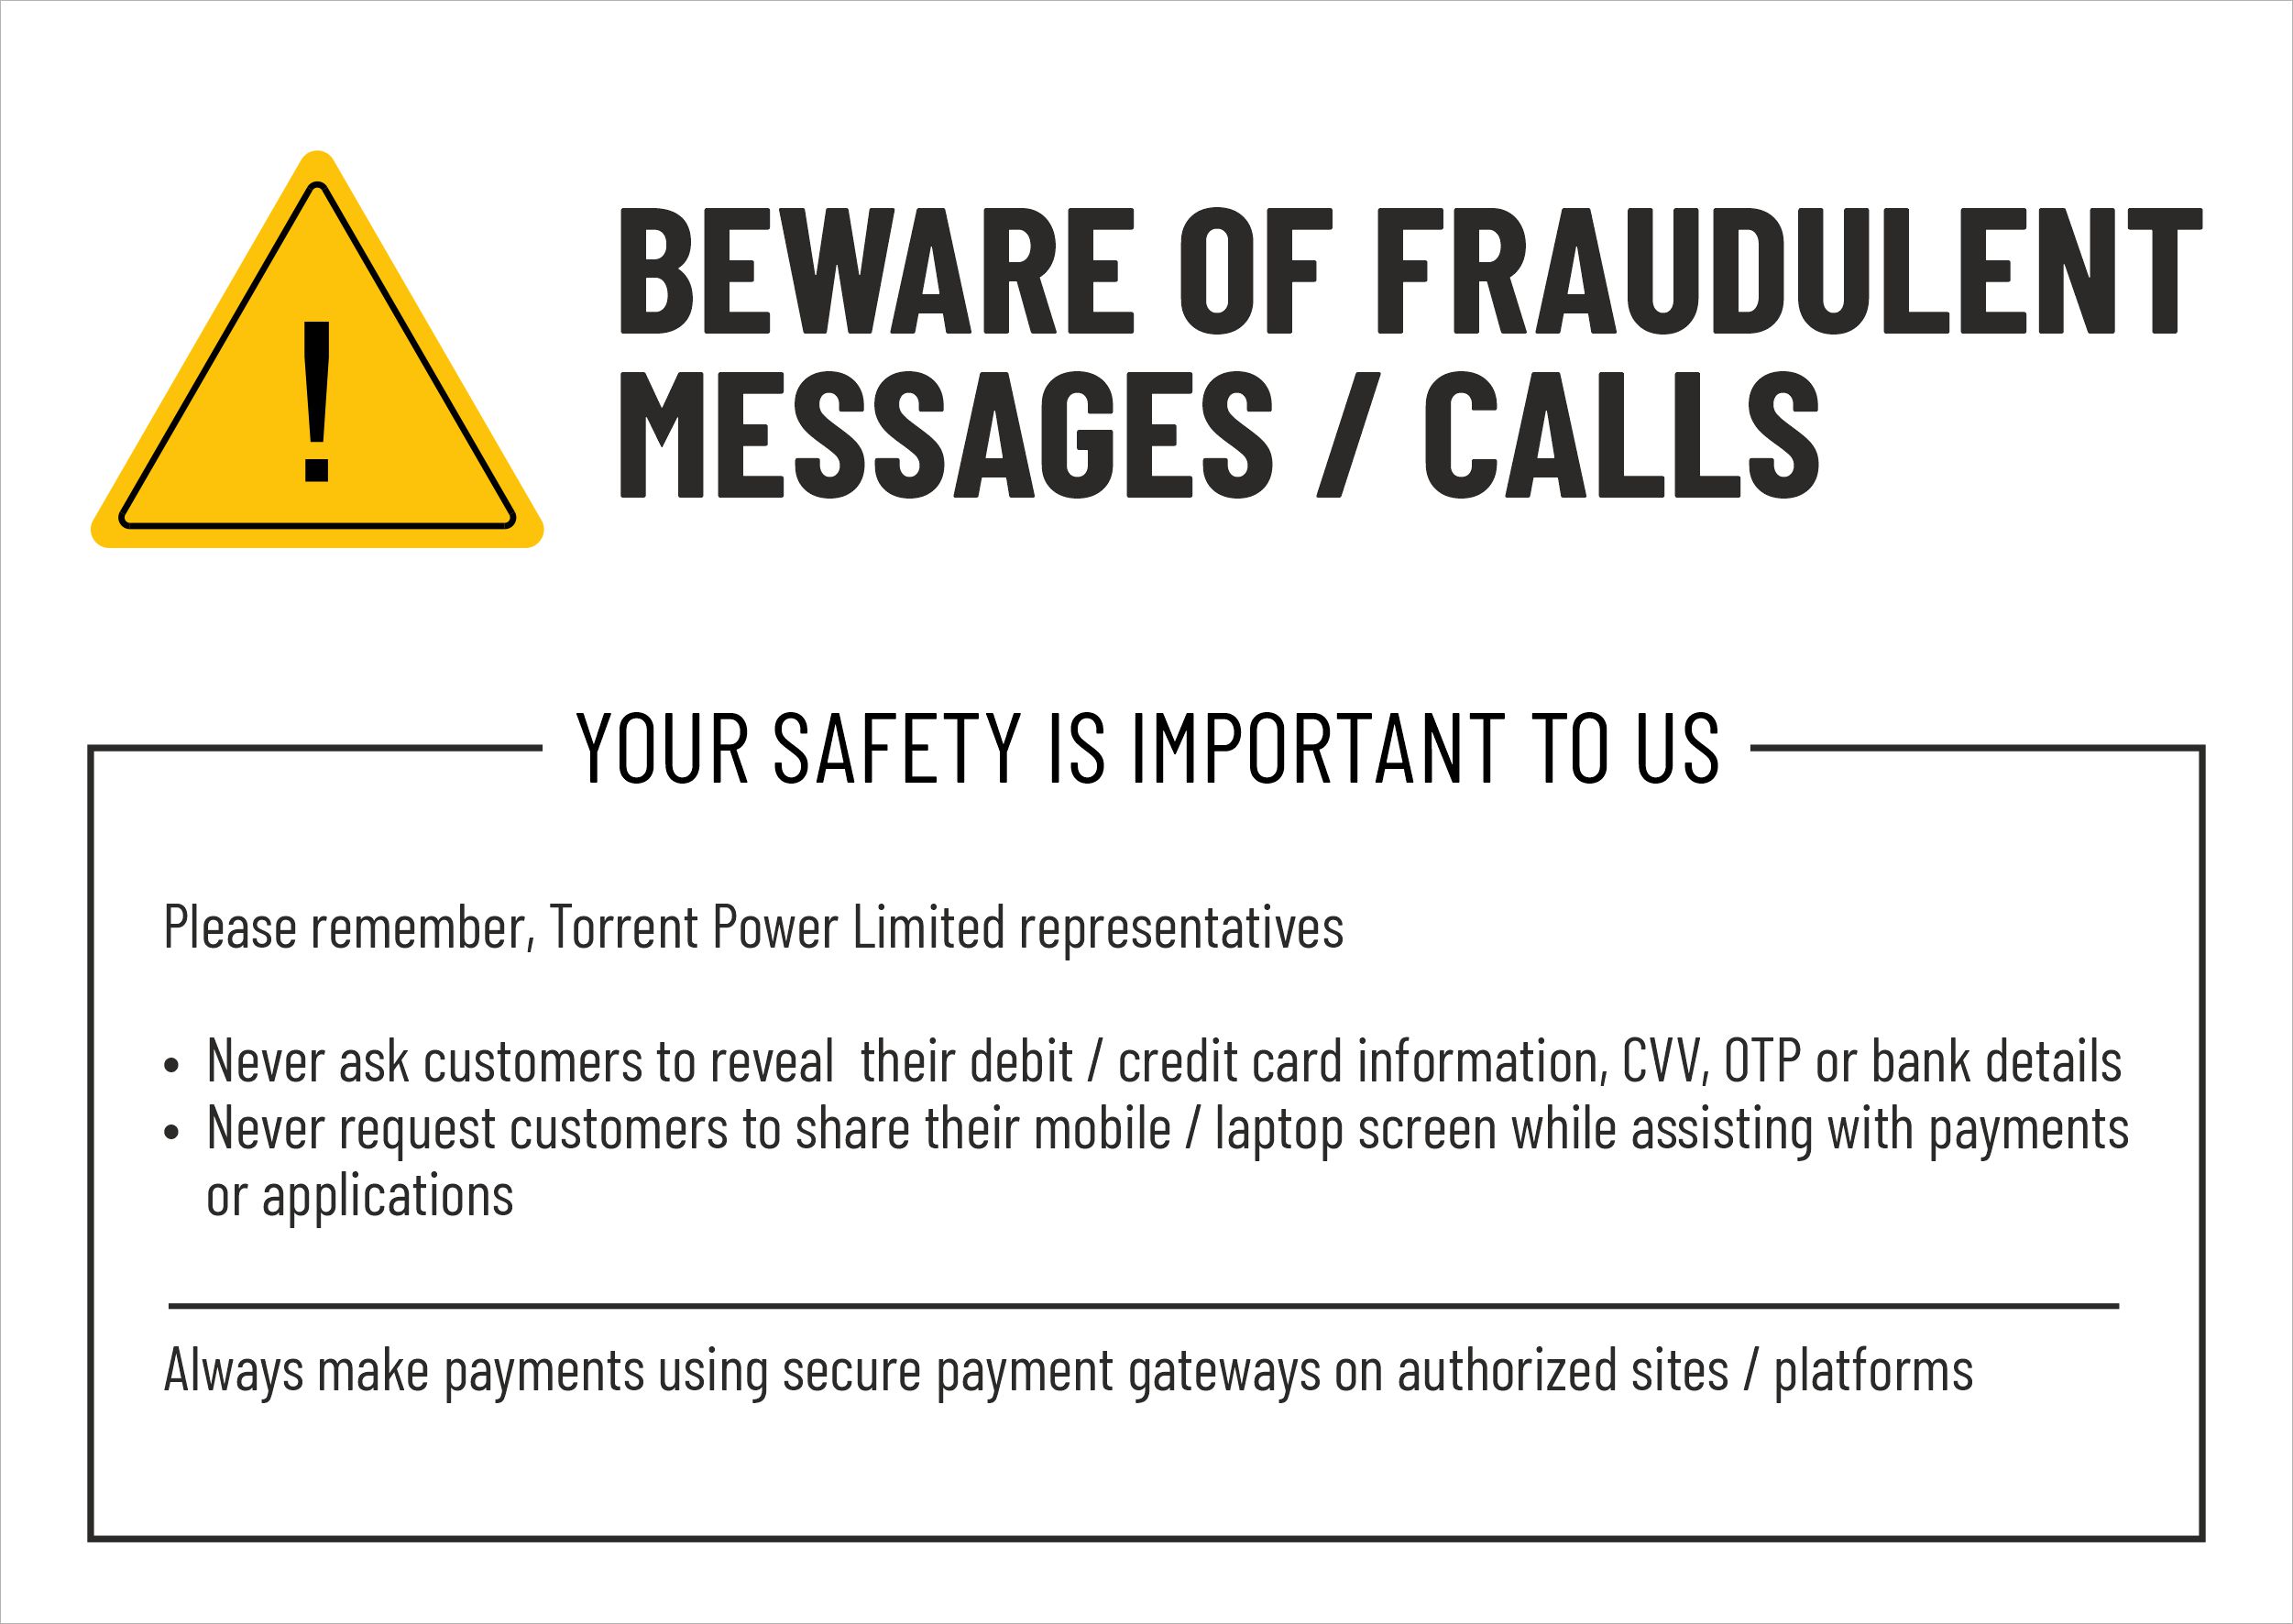 !
BEWARE OF FRAUDULENT
MESSAGES / CALLS
YOUR SAFETY IS IMPORTANT TO US
Please remember, Torrent Power Limited representatives
• Never ask customers to reveal  their debit / credit card information, CVV, OTP or bank details
• Never request customers to share their mobile / laptop screen while assisting with payments
or applications
Always make payments using secure payment gateways on authorized sites / platforms